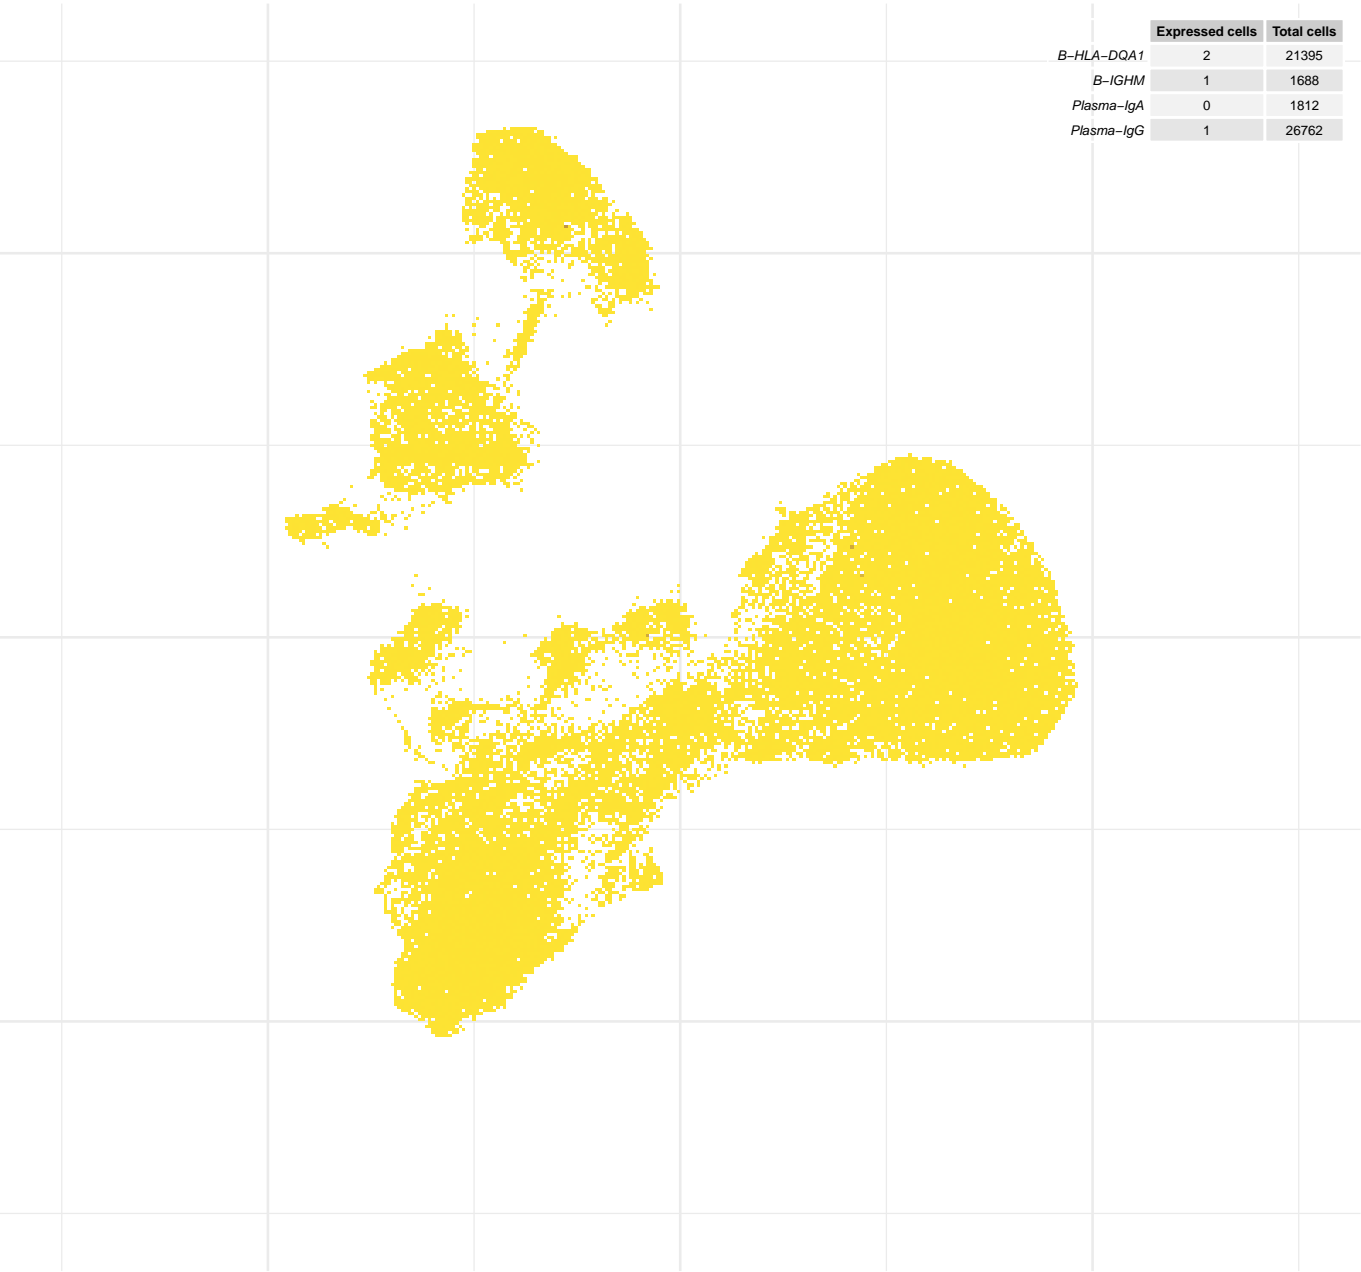 Expressed cells Total cells
B−HLA−DQA1 2 21395
B−IGHM 1 1688
Plasma−IgA 0 1812
Plasma−IgG 1 26762